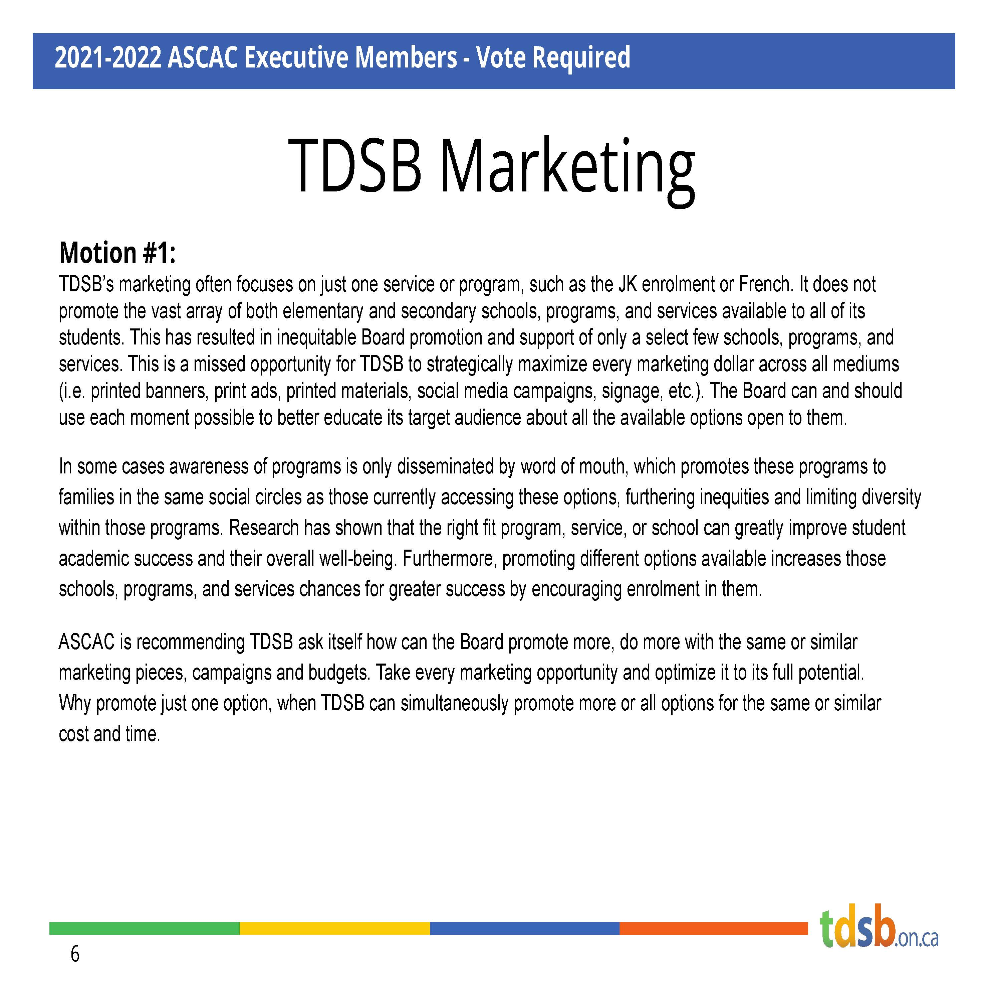 2021-2022 ASCAC Executive Members - Vote Required
TDSB Marketing
Motion #1:
TDSB’s marketing often focuses on just one service or program, such as the JK enrolment or French. It does not
promote the vast array of both elementary and secondary schools, programs, and services available to all of its
students. This has resulted in inequitable Board promotion and support of only a select few schools, programs, and
services. This is a missed opportunity for TDSB to strategically maximize every marketing dollar across all mediums
(i.e. printed banners, print ads, printed materials, social media campaigns, signage, etc.). The Board can and should
use each moment possible to better educate its target audience about all the available options open to them.
In some cases awareness of programs is only disseminated by word of mouth, which promotes these programs to
families in the same social circles as those currently accessing these options, furthering inequities and limiting diversity
within those programs. Research has shown that the right fit program, service, or school can greatly improve student
academic success and their overall well-being. Furthermore, promoting different options available increases those
schools, programs, and services chances for greater success by encouraging enrolment in them.
ASCAC is recommending TDSB ask itself how can the Board promote more, do more with the same or similar
marketing pieces, campaigns and budgets. Take every marketing opportunity and optimize it to its full potential.
Why promote just one option, when TDSB can simultaneously promote more or all options for the same or similar
cost and time.
tdsb.on.ca
6